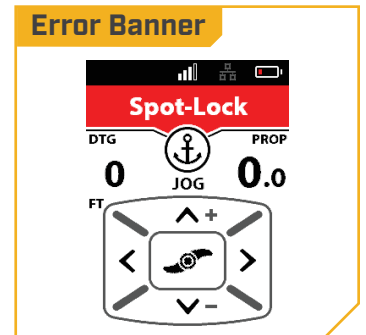 Error Banner
Spot-Lock
DTG
PROP
0
0.0
JOG
FT
+
-